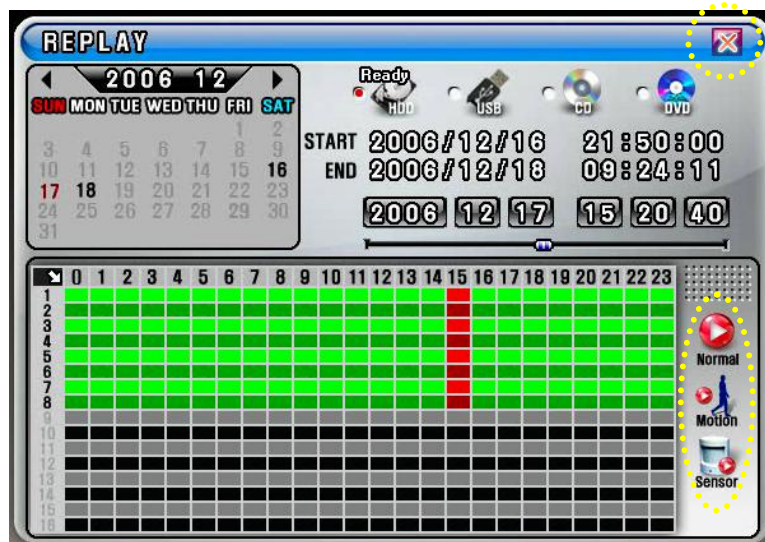 REPLAY
2006 12
SUN MON TUE WED THU FRI SAT
1 2
3 4 5 6 7 8 9
10 11 12 13 14 15 16
17 18 19 20 21 22 23
24 25 26 27 28 29 30
31
Ready
HDD USB CD DVD
START 2006/12/16 21:50:00
END 2006/12/18 09:24:11
2006 12 17 15 20 40
0 1 2 3 4 5 6 7 8 9 10 11 12 13 14 15 16 17 18 19 20 21 22 23
1
2
3
4
5
6
7
8
9
10
11
12
13
14
15
16
Normal
Motion
Sensor